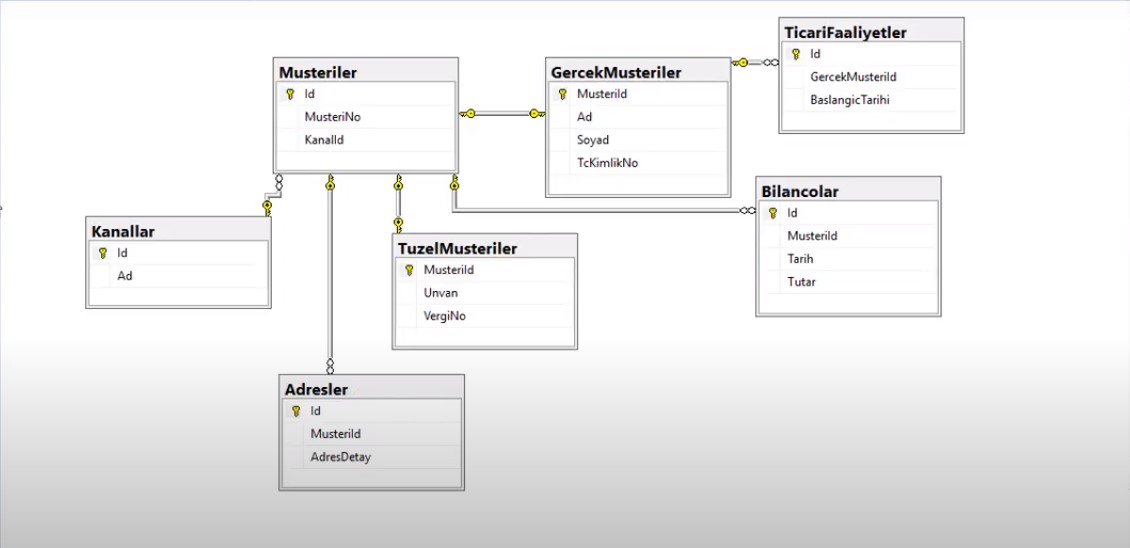 Musteriler
Id
MusteriNo
KanalId
GercekMusteriler
MusteriId
Ad
Soyad
TcKimlikNo
TicariFaaliyetler
Id
GercekMusteriId
BaslangicTarihi
Kanallar
Id
Ad
TuzelMusteriler
MusteriId
Unvan
VergiNo
Bilancolar
Id
MusteriId
Tarih
Tutar
Adresler
Id
MusteriId
AdresDetay